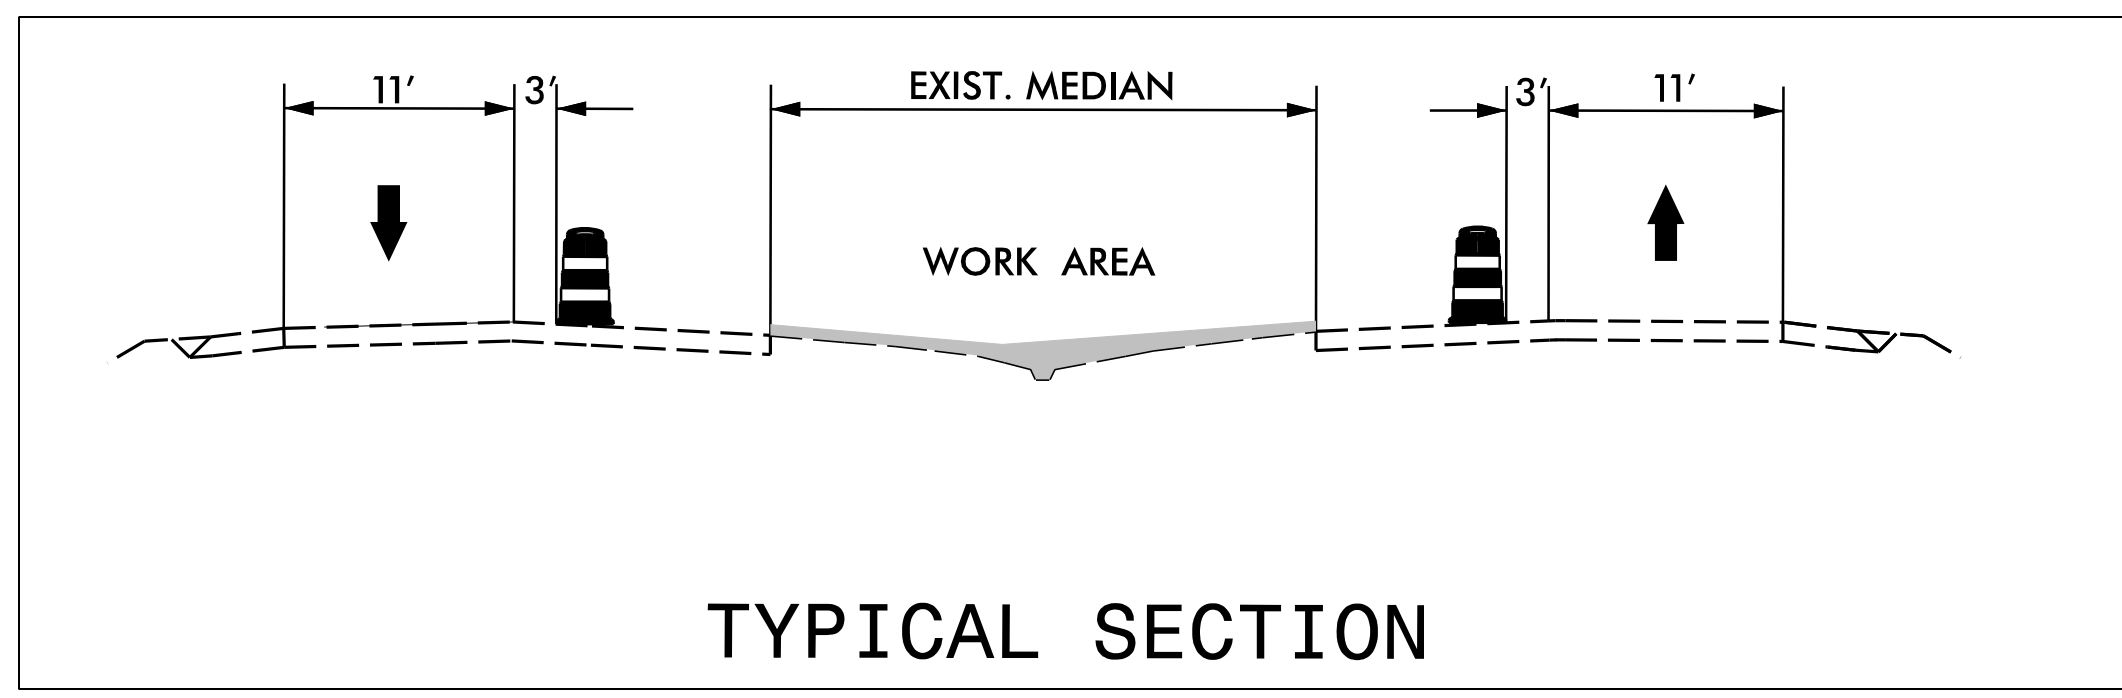 11' 3' EXIST. MEDIAN 3' 11'
WORK AREA
TYPICAL SECTION